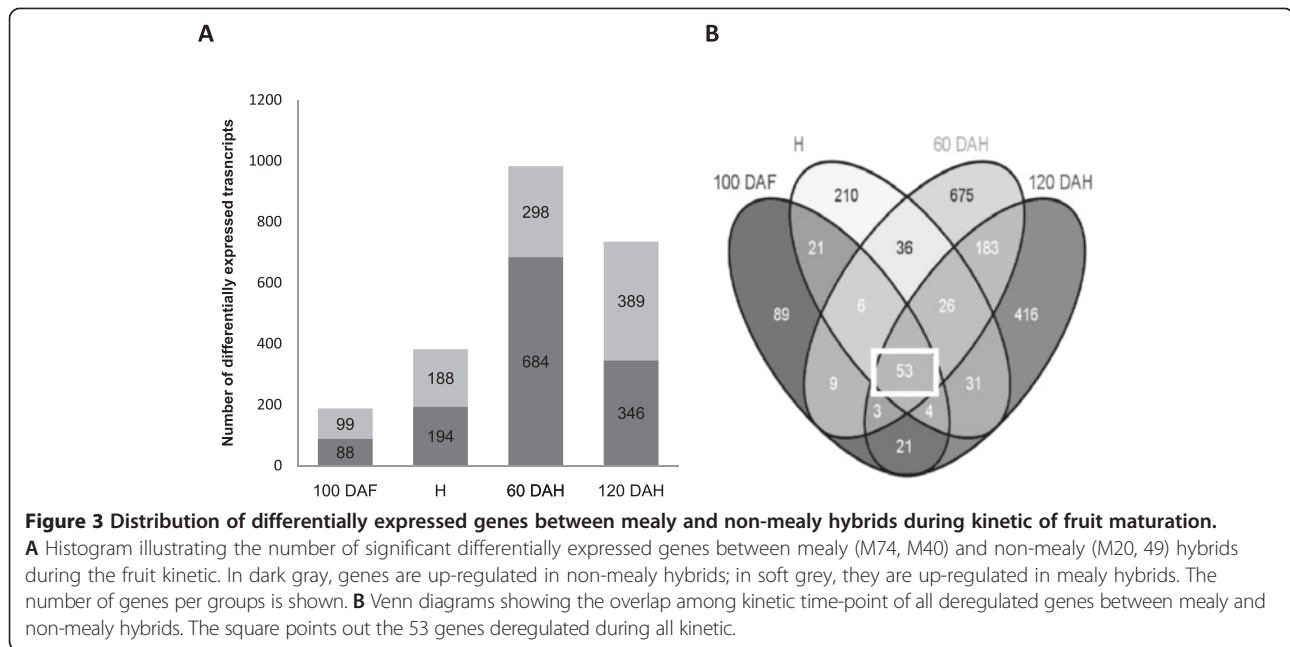 A
B
Number of differentially expressed trasncripts
1200
1000
800
600
400
200
0
99
88
188
194
298
684
389
346
100 DAF H 60 DAH 120 DAH
H 60 DAH
100 DAF 120 DAH
210 675
21 36 183
89 6 26 416
53
9 31
3 4
21
Figure 3 Distribution of differentially expressed genes between mealy and non-mealy hybrids during kinetic of fruit maturation.
A Histogram illustrating the number of significant differentially expressed genes between mealy (M74, M40) and non-mealy (M20, 49) hybrids
during the fruit kinetic. In dark gray, genes are up-regulated in non-mealy hybrids; in soft grey, they are up-regulated in mealy hybrids. The
number of genes per groups is shown. B Venn diagrams showing the overlap among kinetic time-point of all deregulated genes between mealy and
non-mealy hybrids. The square points out the 53 genes deregulated during all kinetic.